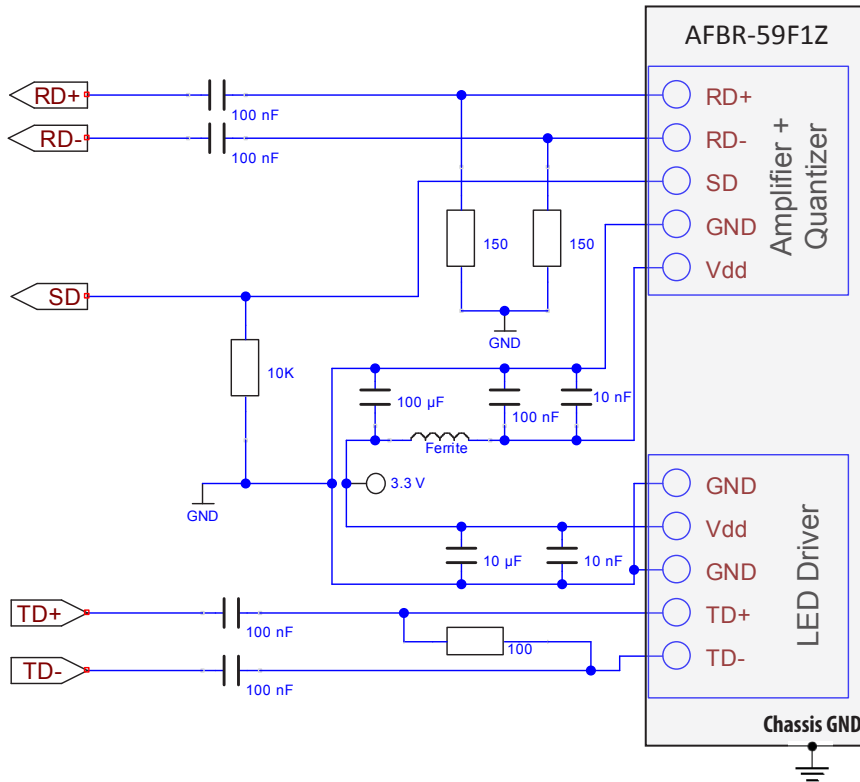 AFBR-59F1Z
RD+
100 nF
RD+
RD-
100 nF
RD-
SD
GND
Vdd
Amplifier +
Quantizer
150
150
GND
SD
10K
100 µF
100 nF
10 nF
Ferrite
3.3 V
GND
GND
Vdd
GND
TD+
TD-
LED Driver
10 µF
10 nF
TD+
100 nF
100
TD-
100 nF
Chassis GND